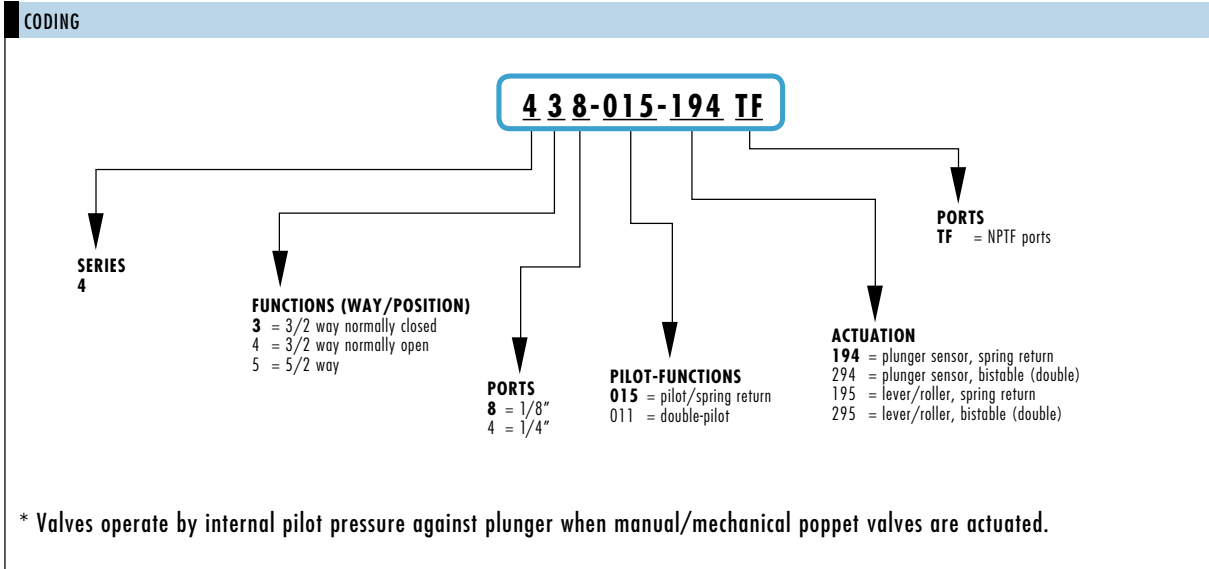 CODING
4 3 8-015-194 TF
SERIES
4
FUNCTIONS (WAY/POSITION)
3 = 3/2 way normally closed
4 = 3/2 way normally open
5 = 5/2 way
PORTS
8 = 1/8″
4 = 1/4″
PILOT-FUNCTIONS
015 = pilot/spring return
011 = double-pilot
ACTUATION
194 = plunger sensor, spring return
294 = plunger sensor, bistable (double)
195 = lever/roller, spring return
295 = lever/roller, bistable (double)
PORTS
TF = NPTF ports
* Valves operate by internal pilot pressure against plunger when manual/mechanical poppet valves are actuated.